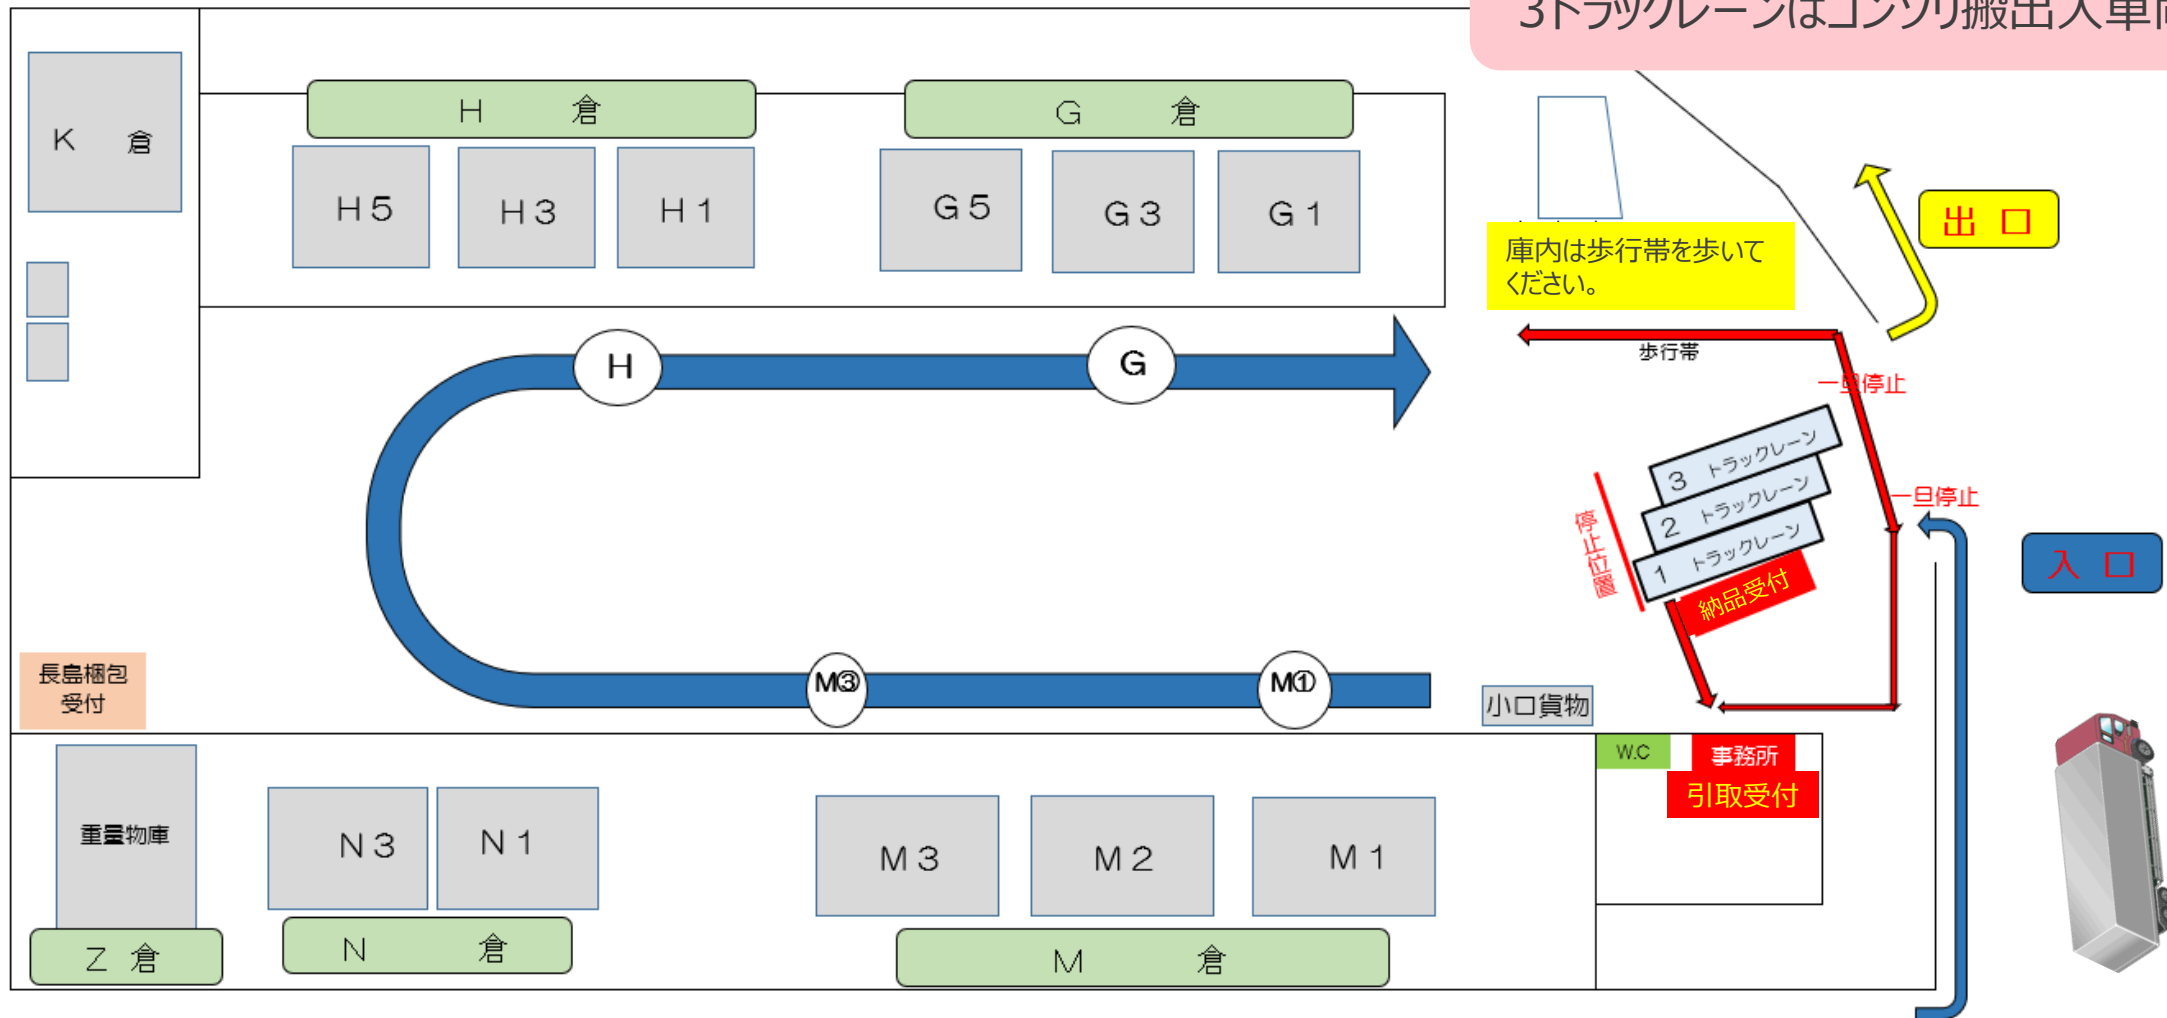 3トラックレーンはコンソリ搬出入車両
K 倉
H 倉
G 倉
H5
H3
H1
G5
G3
G1
出 口
庫内は歩行帯を歩いて
ください。
H
G
歩行帯
一旦停止
3 トラックレーン
2 トラックレーン
1 トラックレーン
一旦停止
停止位置
納品受付
入 口
長島梱包
受付
M③
M①
小口貨物
W.C
事務所
引取受付
重量物庫
N3
N1
M3
M2
M1
Z 倉
N 倉
M 倉